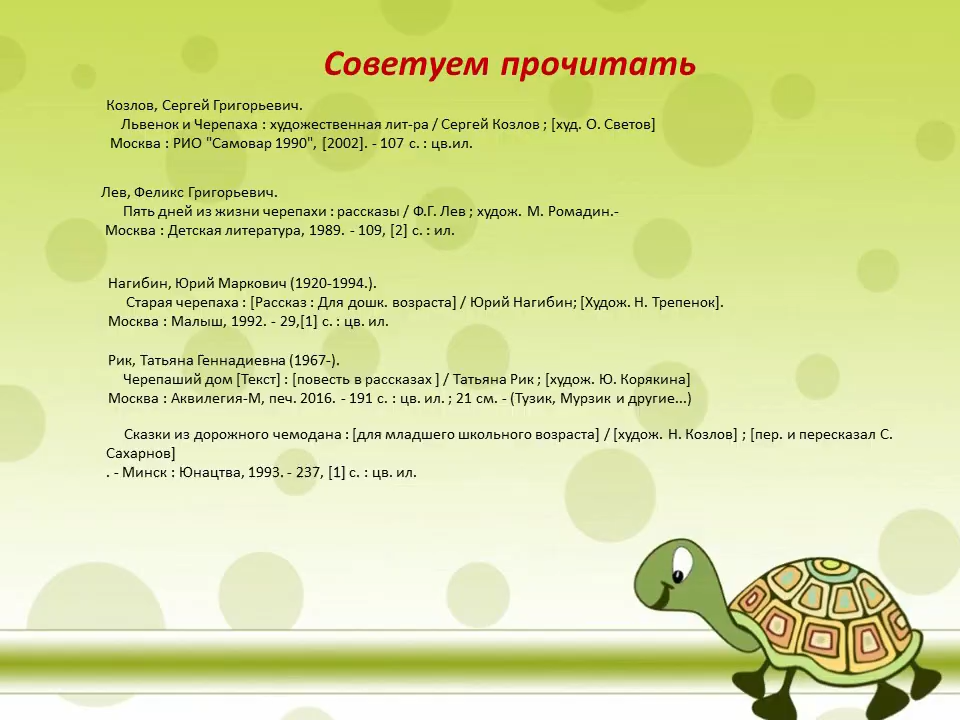 Советуем прочитать
Козлов, Сергей Григорьевич.
Львенок и Черепаха : художественная лит-ра / Сергей Козлов ; [худ. О. Светов]
Москва : РИО "Самовар 1990", [2002]. - 107 с. : цв.ил.
Лев, Феликс Григорьевич.
Пять дней из жизни черепахи : рассказы / Ф.Г. Лев ; худож. М. Ромадин.-
Москва : Детская литература, 1989. - 109, [2] с. : ил.
Нагибин, Юрий Маркович (1920-1994.).
Старая черепаха : [Рассказ : Для дошк. возраста] / Юрий Нагибин; [Худож. Н. Трепенок].
Москва : Малыш, 1992. - 29,[1] с. : цв. ил.
Рик, Татьяна Геннадиевна (1967-).
Черепаший дом [Текст] : [повесть в рассказах ] / Татьяна Рик ; [худож. Ю. Корякина]
Москва : Аквилегия-М, печ. 2016. - 191 с. : цв. ил. ; 21 см. - (Тузик, Мурзик и другие...)
Сказки из дорожного чемодана : [для младшего школьного возраста] / [худож. Н. Козлов] ; [пер. и пересказал С.
Сахарнов]
. - Минск : Юнацтва, 1993. - 237, [1] с. : цв. ил.